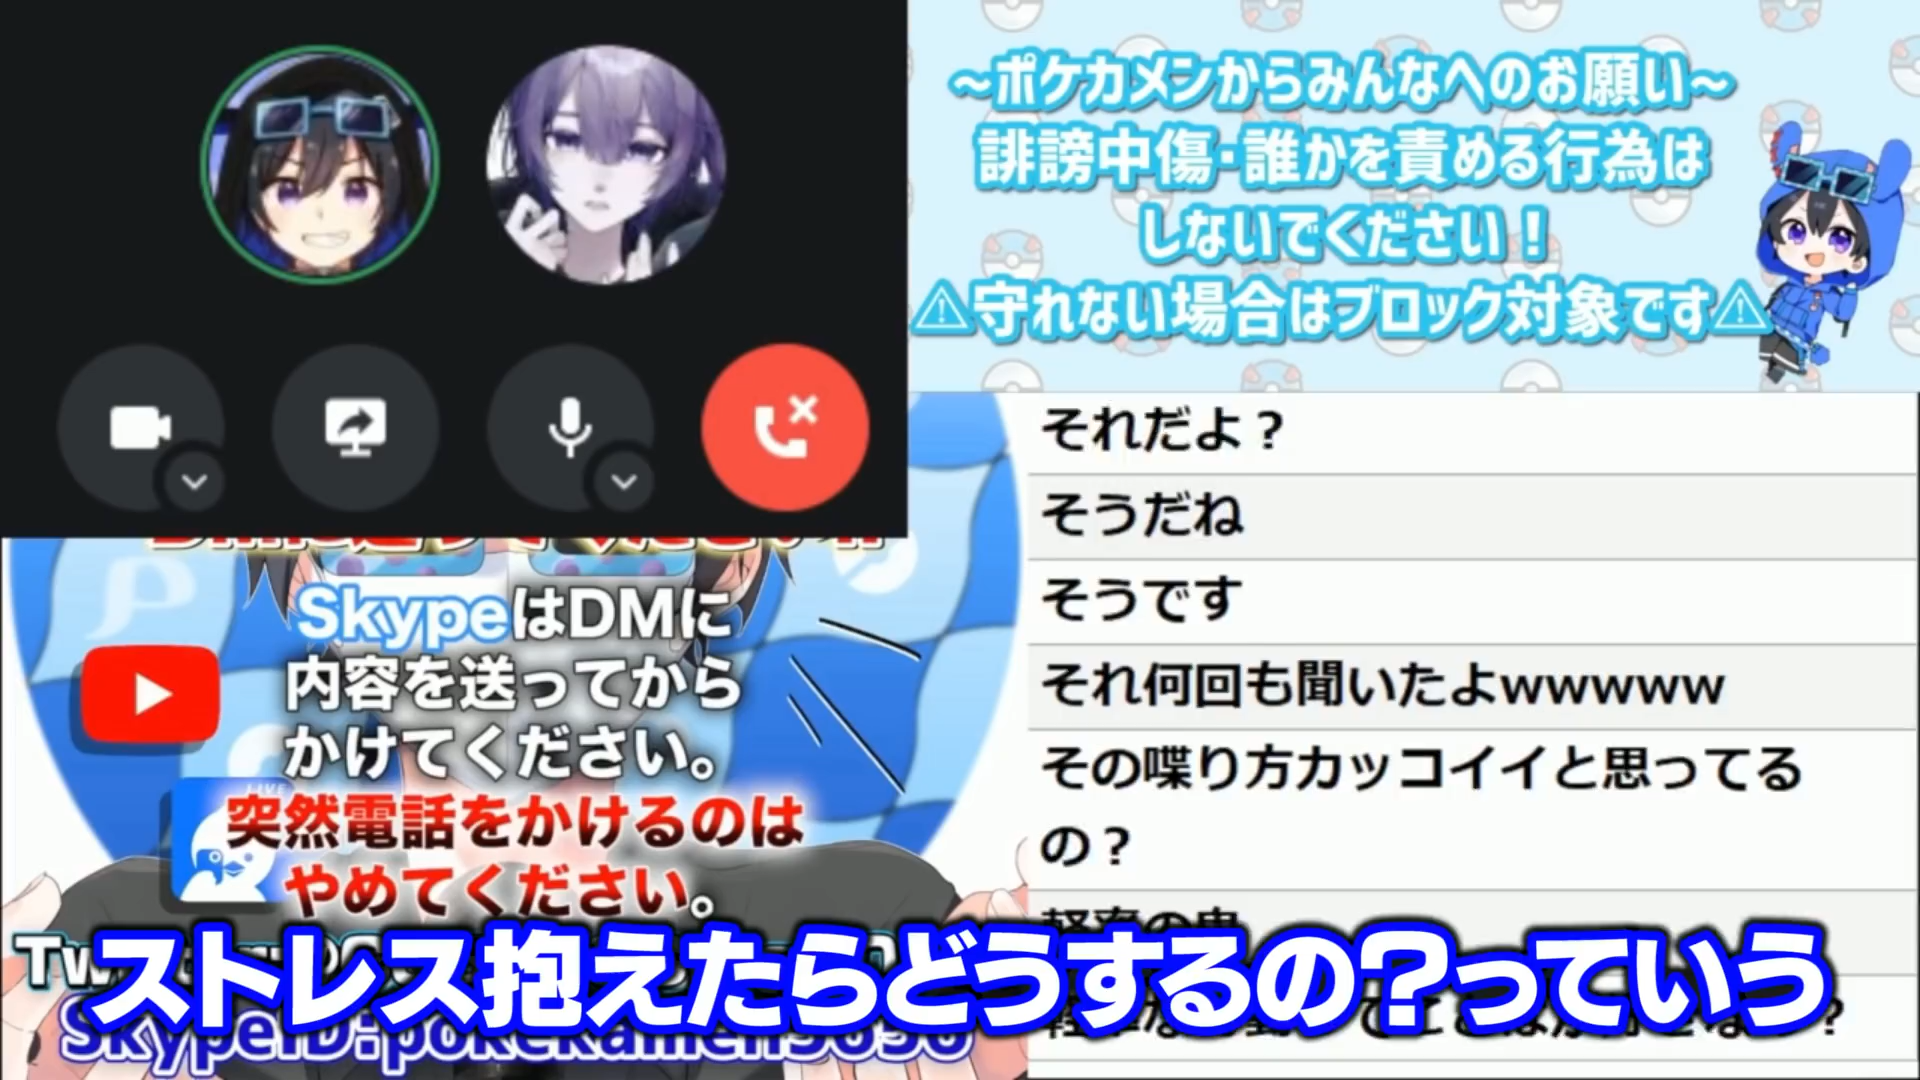 ~ポケカメンからみんなへのお願い~
誹謗中傷・誰かを責める行為は
しないでください！
⚠守れない場合はブロック対象です⚠
それだよ？
そうだね
そうです
それ何回も聞いたよwwwww
その喋り方カッコイイと思ってる
の？
SkypeはDMに
内容を送ってから
かけてください。
突然電話をかけるのは
やめてください。
LIVE
ストレス抱えたらどうするの？っていう
SkypeID:pokekamen5656